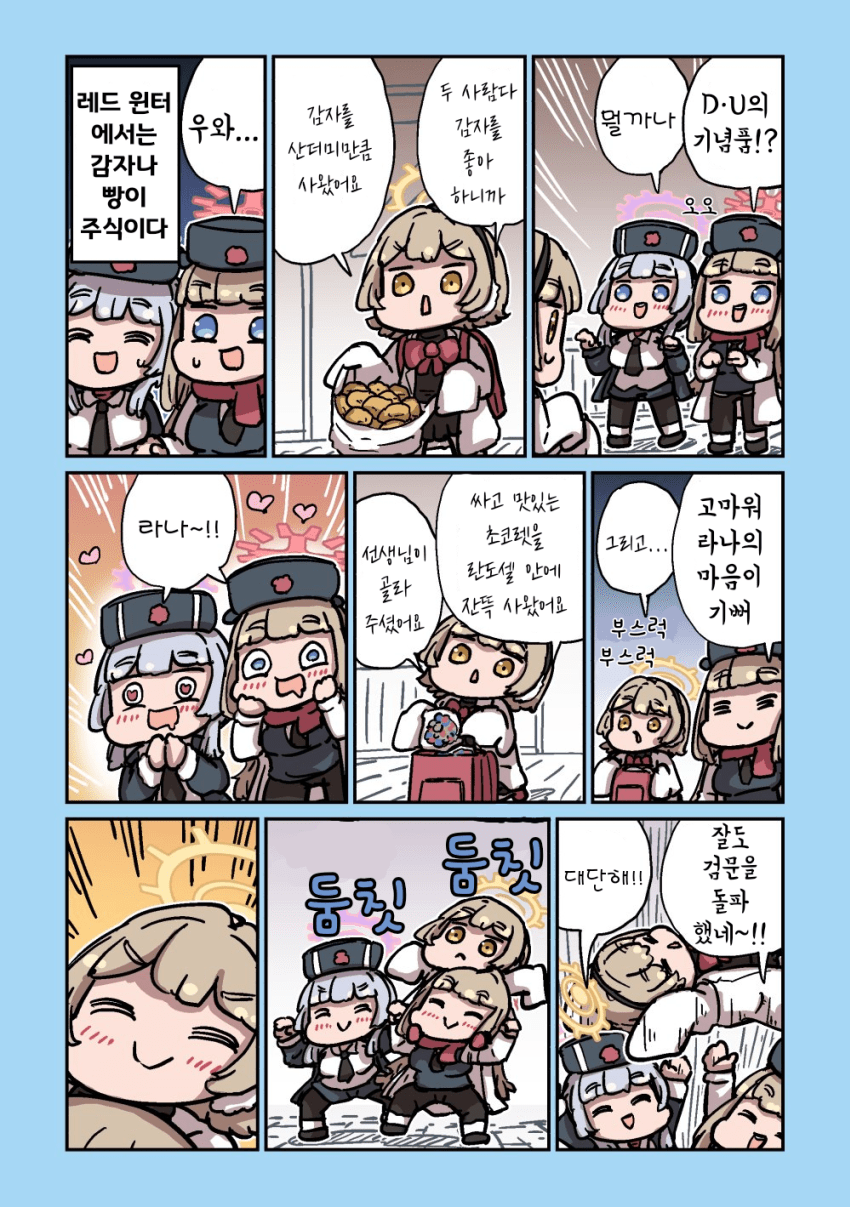 D·U의
기념품!?
뭘까나
오오
두 사람다
감자를
좋아
하니까
감자를
산더미만큼
사왔어요
우와...
레드 윈터
에서는
감자나
빵이
주식이다
고마워
라나의
마음이
기뻐
그리고...
부스럭
부스럭
싸고 맛있는
초코렛을
란도셀 안에
잔뜩 사왔어요
선생님이
골라
주셨어요
라나~!!
잘도
검문을
돌파
했네~!!
대단해!!
둠칫
둠칫